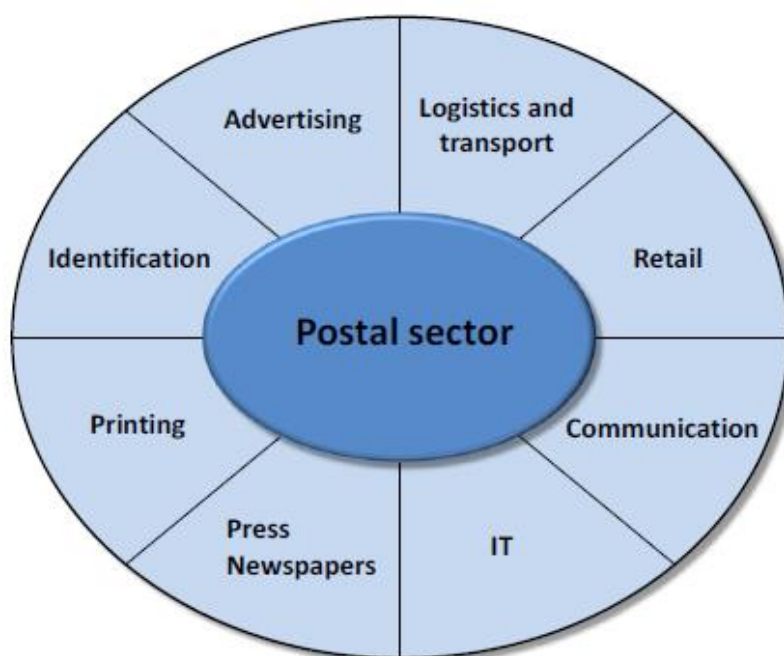 Advertising
Logistics and
transport
Identification
Retail
Postal sector
Printing
Communication
Press
Newspapers
IT